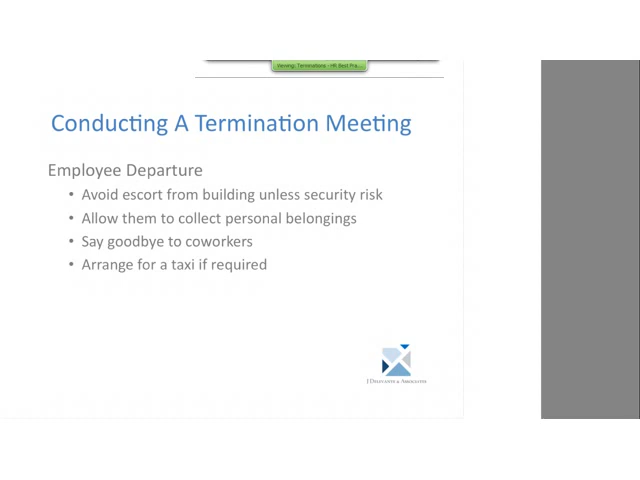 Viewing: Terminations - HR Best Pra...
Conducting A Termination Meeting
Employee Departure
• Avoid escort from building unless security risk
• Allow them to collect personal belongings
• Say goodbye to coworkers
• Arrange for a taxi if required
& Associates